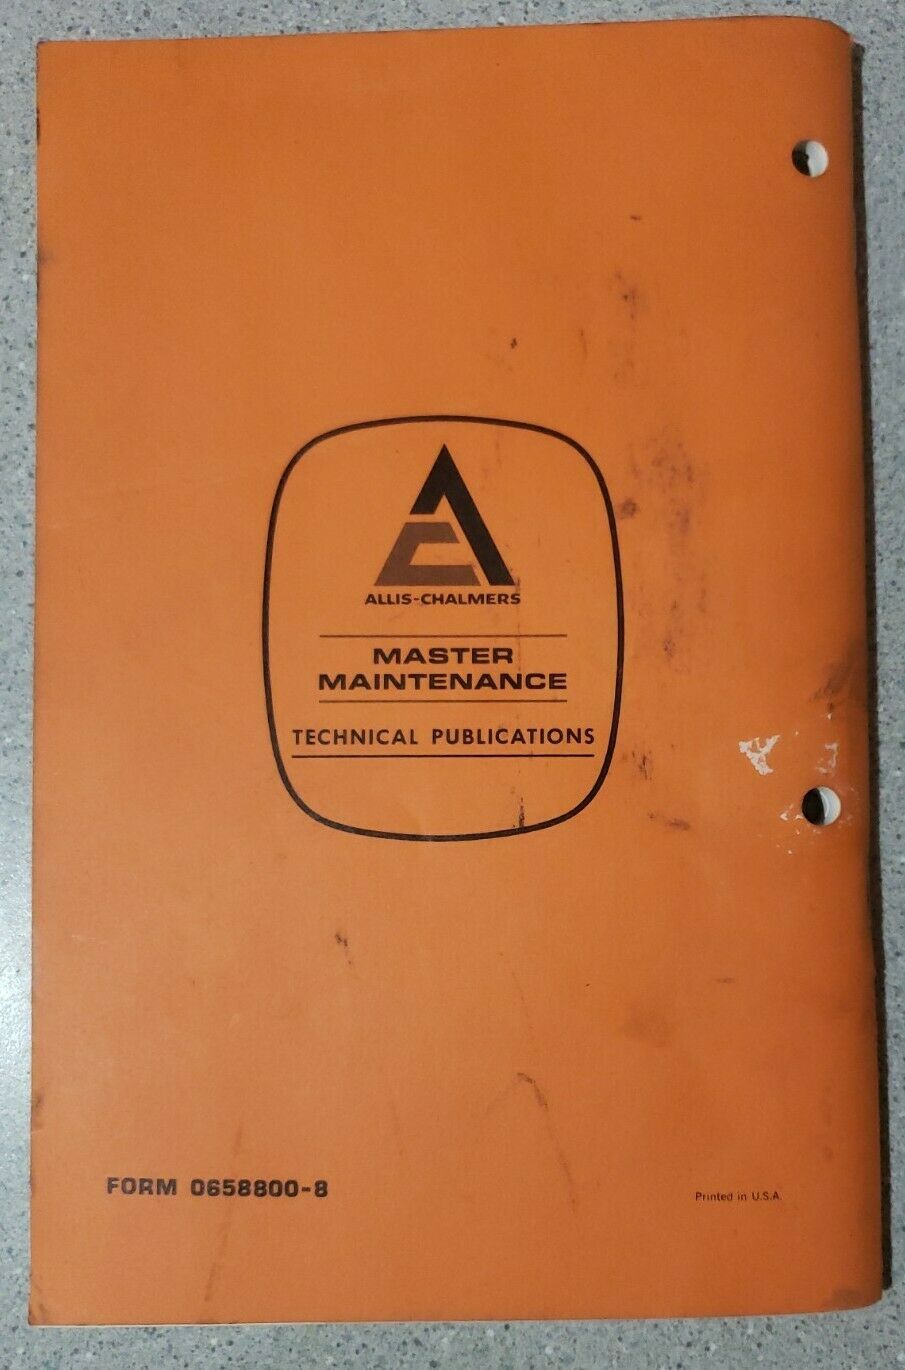 ALLIS-CHALMERS
MASTER
MAINTENANCE
TECHNICAL PUBLICATIONS
FORM 0658800-8
Printed in U.S.A.